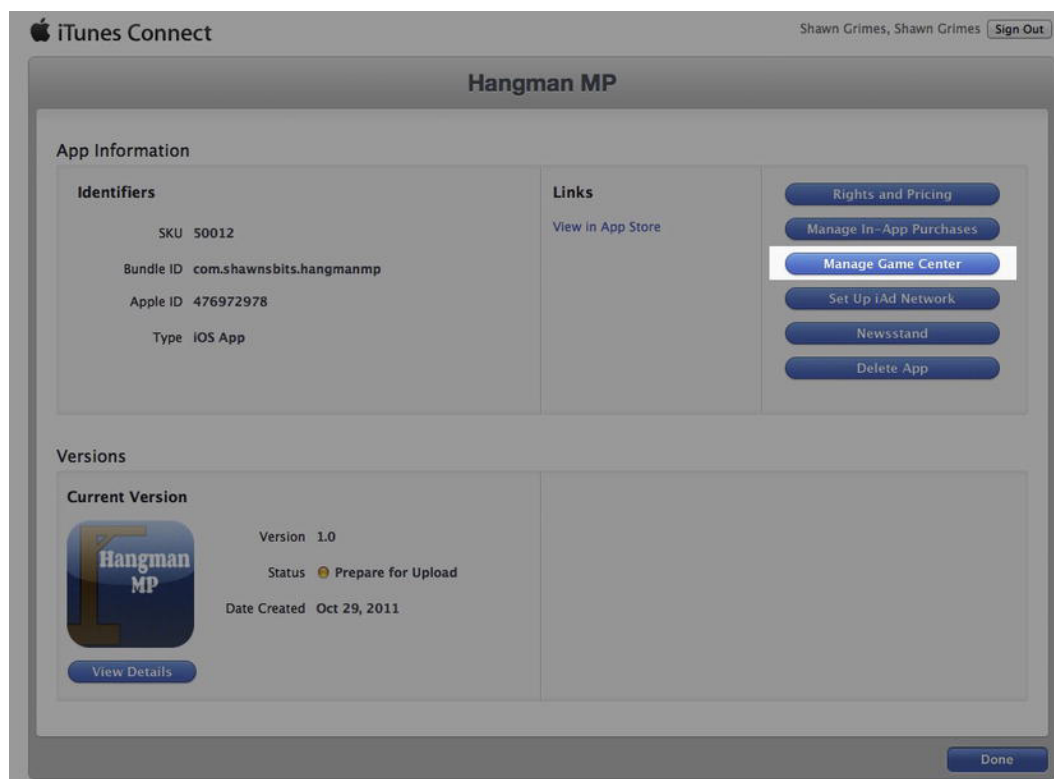 iTunes Connect
Shawn Grimes, Shawn Grimes Sign Out
Hangman MP
App Information
Identifiers
SKU 50012
Bundle ID com.shawnsbits.hangmanmp
Apple ID 476972978
Type iOS App
Links
View in App Store
Rights and Pricing
Manage In-App Purchases
Manage Game Center
Set Up iAd Network
Newsstand
Delete App
Versions
Current Version
Hangman
MP
Version 1.0
Status Prepare for Upload
Date Created Oct 29, 2011
View Details
Done